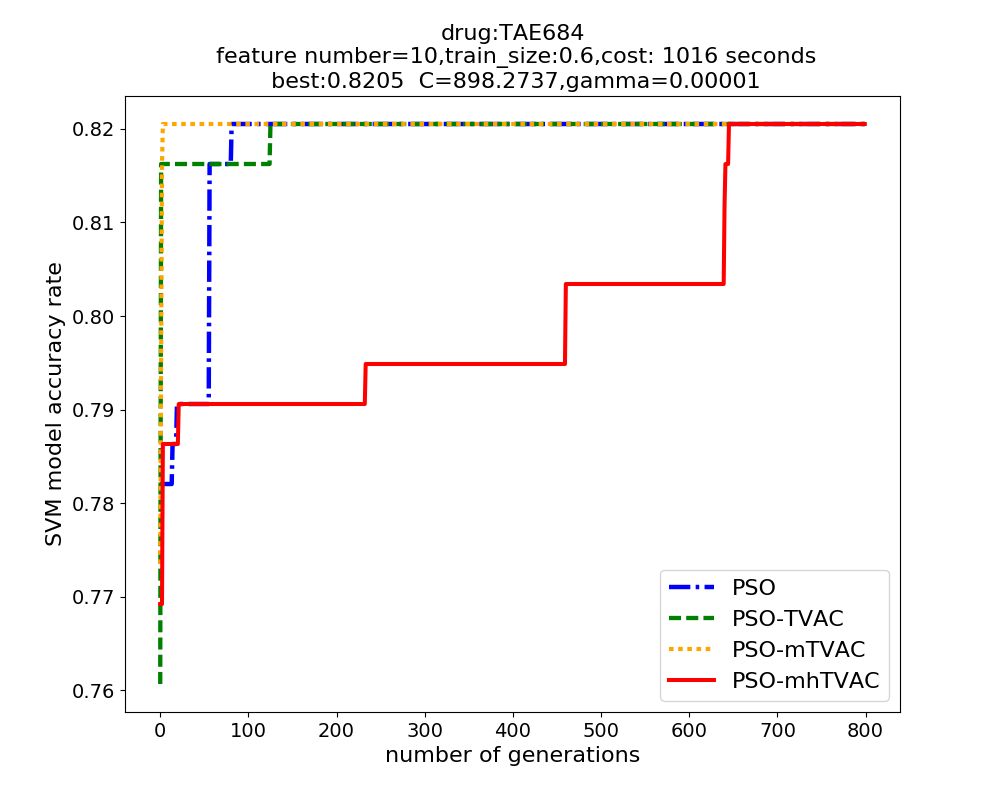 drug:TAE684
feature number=10,train_size:0.6,cost: 1016 seconds
best:0.8205  C=898.2737,gamma=0.00001
0.82
0.81
0.80
0.79
0.78
0.77
0.76
SVM model accuracy rate
PSO
PSO-TVAC
PSO-mTVAC
PSO-mhTVAC
0 100 200 300 400 500 600 700 800
number of generations